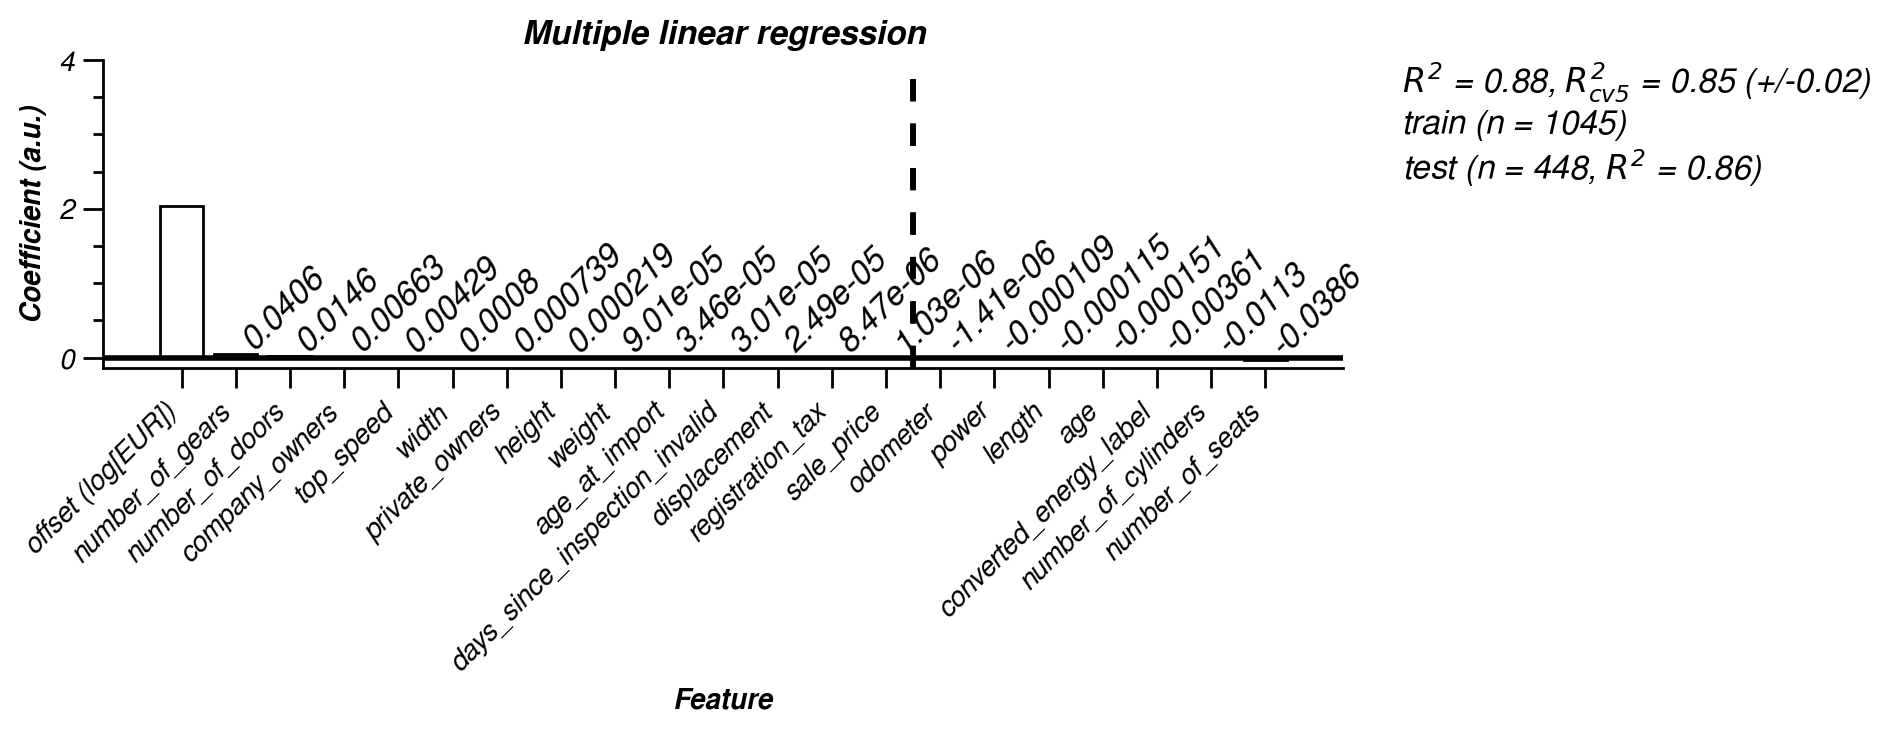 Multiple linear regression
R² = 0.88, R²cv5 = 0.85 (+/-0.02)
train (n = 1045)
test (n = 448, R² = 0.86)
Coefficient (a.u.)
4
2
0
0.0406
0.0146
0.00663
0.00429
0.0008
0.000739
0.000219
9.01e-05
3.46e-05
3.01e-05
2.49e-05
8.47e-06
1.03e-06
-1.41e-06
-0.000109
-0.000115
-0.000151
-0.00361
-0.0113
-0.0386
offset (log[EUR])
number_of_gears
number_of_doors
company_owners
top_speed
width
private_owners
height
weight
age_at_import
days_since_inspection_invalid
displacement
registration_tax
sale_price
odometer
power
length
age
converted_energy_label
number_of_cylinders
number_of_seats
Feature